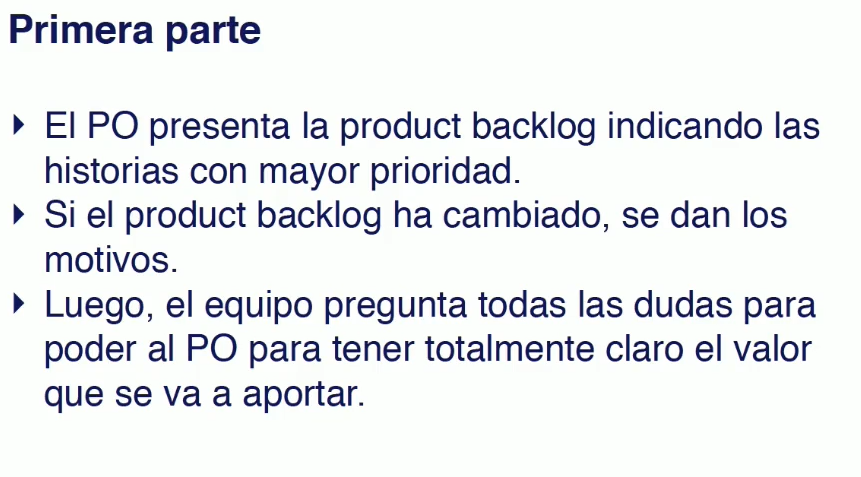 Primera parte
El PO presenta la product backlog indicando las
historias con mayor prioridad.
Si el product backlog ha cambiado, se dan los
motivos.
Luego, el equipo pregunta todas las dudas para
poder al PO para tener totalmente claro el valor
que se va a aportar.